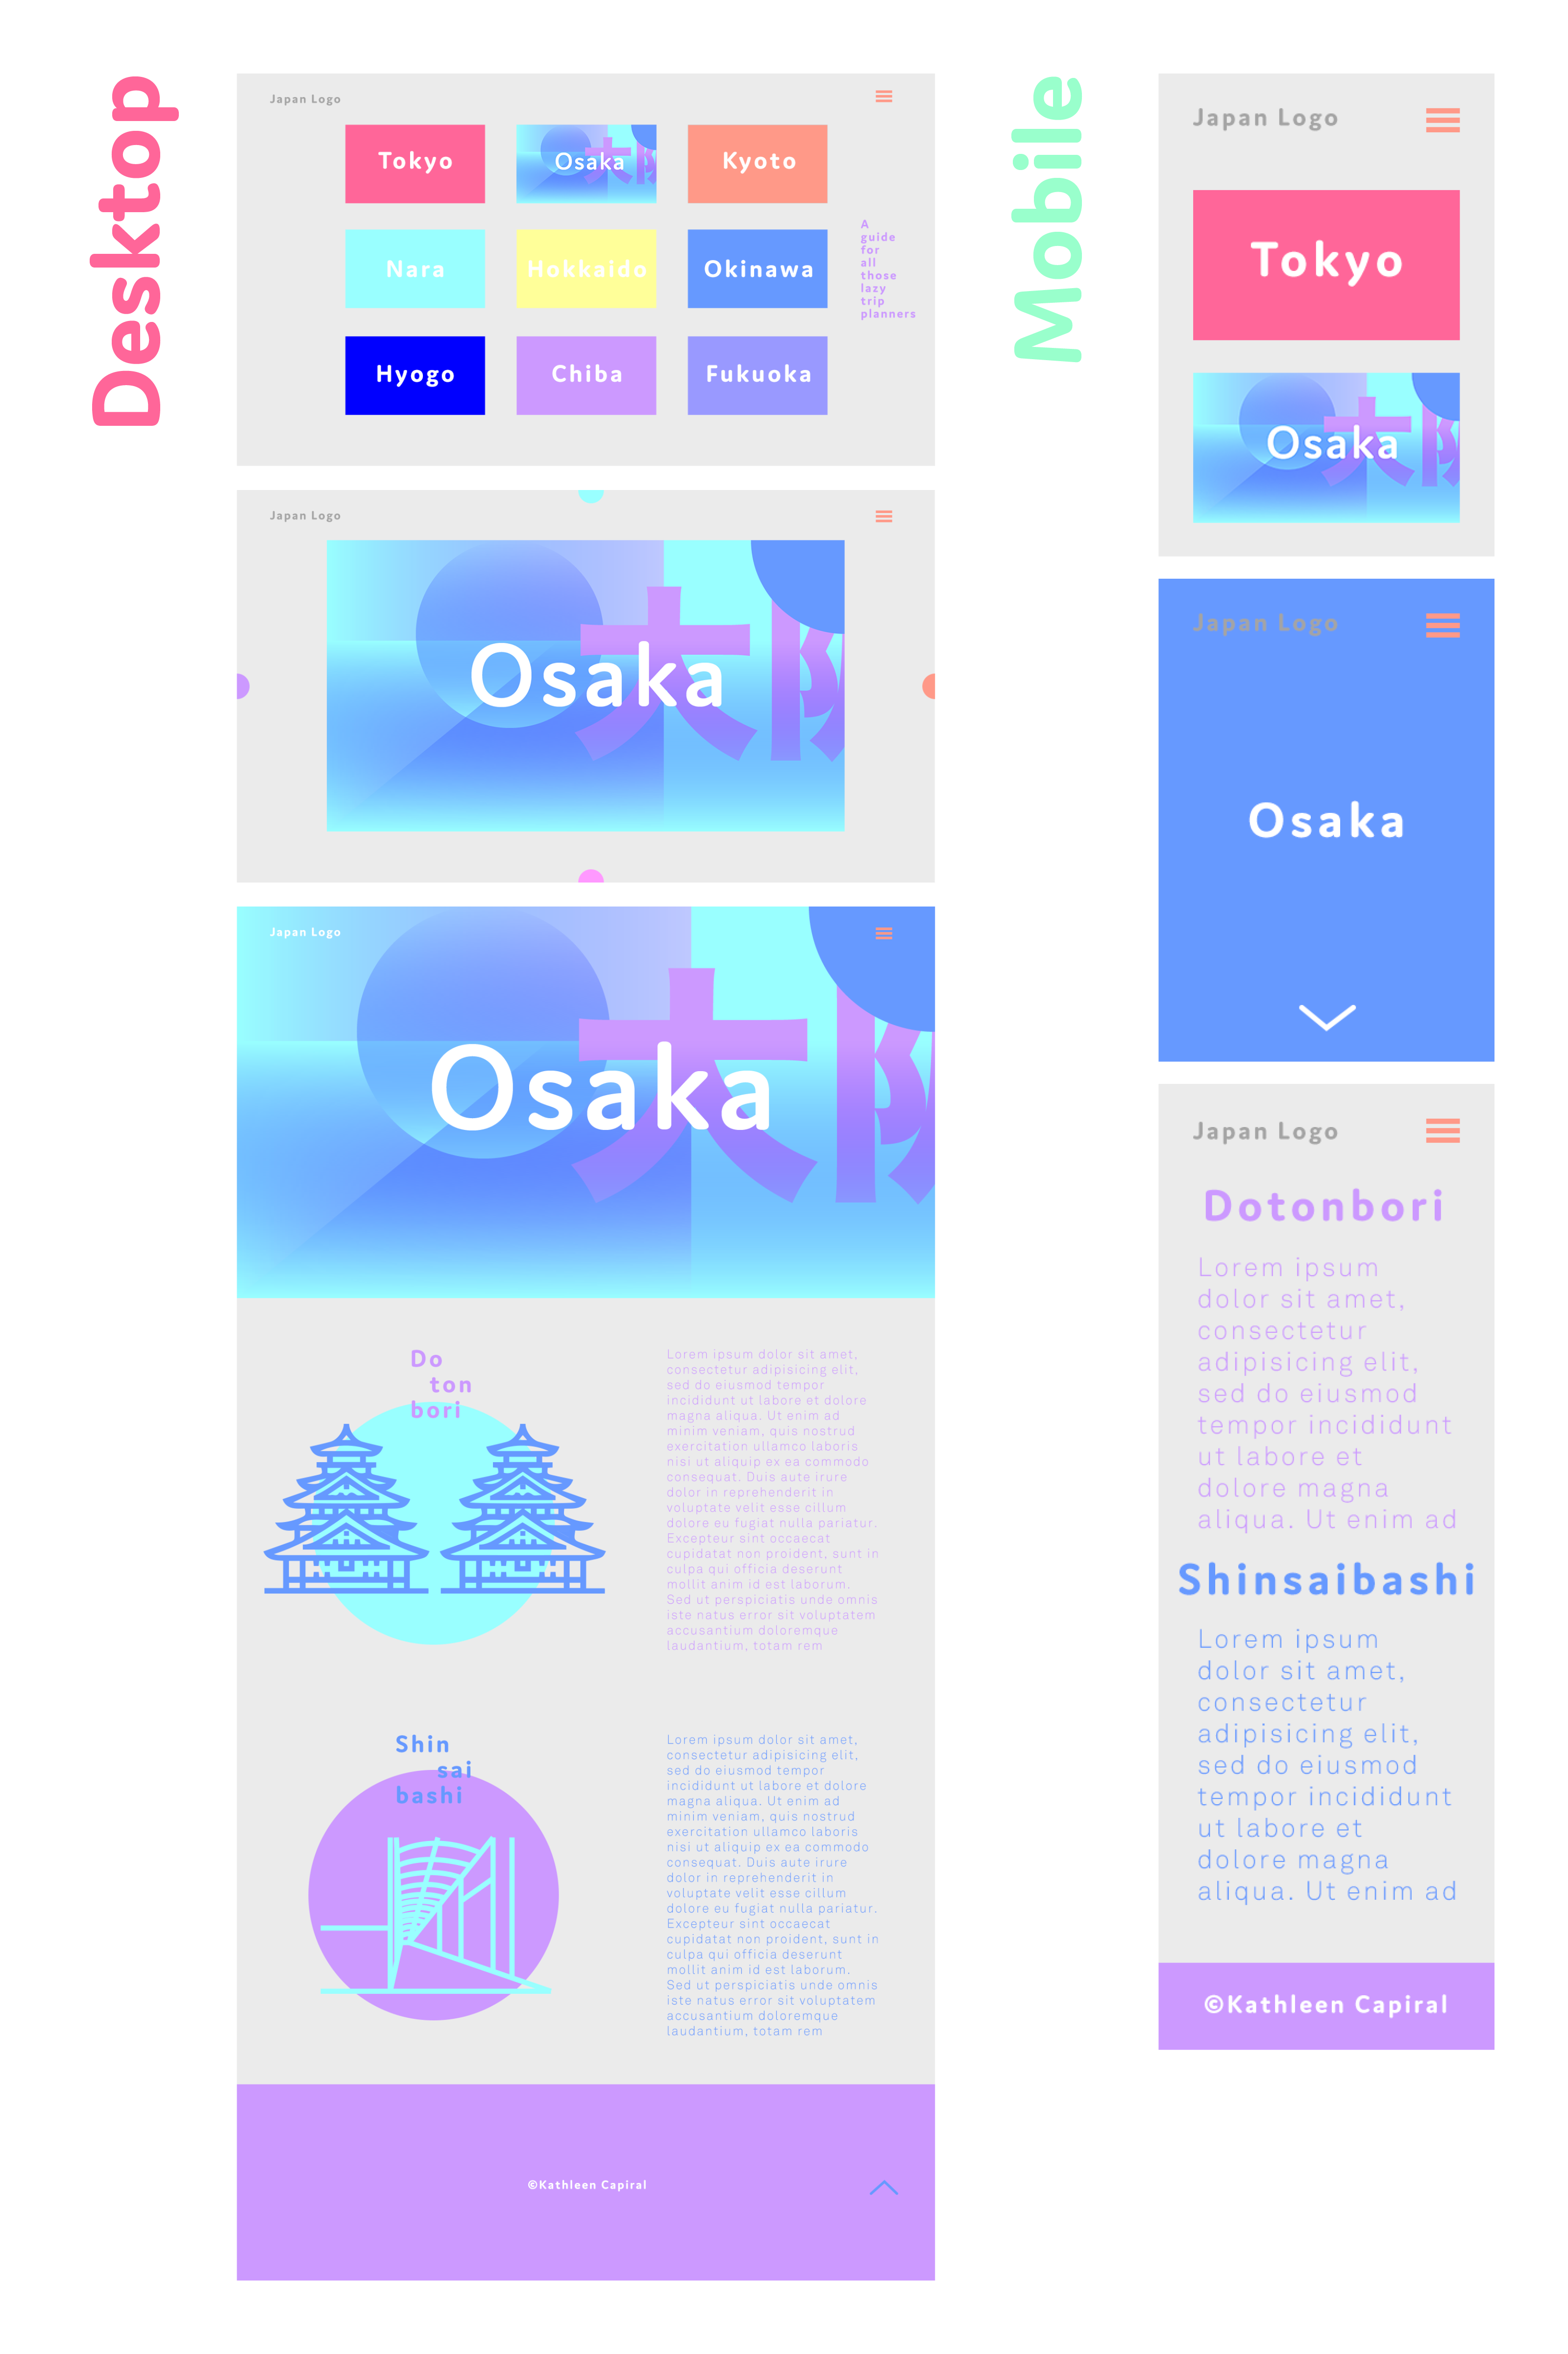 Desktop
Japan Logo
Tokyo
Osaka
大阪
Kyoto
Nara
Hokkaido
Okinawa
Hyogo
Chiba
Fukuoka
A
guide
for
all
those
lazy
trip
planners
Japan Logo
Osaka
大阪
Japan Logo
Osaka
大阪
Do
ton
bori
Lorem ipsum dolor sit amet,
consectetur adipisicing elit,
sed do eiusmod tempor
incididunt ut labore et dolore
magna aliqua. Ut enim ad
minim veniam, quis nostrud
exercitation ullamco laboris
nisi ut aliquip ex ea commodo
consequat. Duis aute irure
dolor in reprehenderit in
voluptate velit esse cillum
dolore eu fugiat nulla pariatur.
Excepteur sint occaecat
cupidatat non proident, sunt in
culpa qui officia deserunt
mollit anim id est laborum.
Sed ut perspiciatis unde omnis
iste natus error sit voluptatem
accusantium doloremque
laudantium, totam rem
Shin
sai
bashi
Lorem ipsum dolor sit amet,
consectetur adipisicing elit,
sed do eiusmod tempor
incididunt ut labore et dolore
magna aliqua. Ut enim ad
minim veniam, quis nostrud
exercitation ullamco laboris
nisi ut aliquip ex ea commodo
consequat. Duis aute irure
dolor in reprehenderit in
voluptate velit esse cillum
dolore eu fugiat nulla pariatur.
Excepteur sint occaecat
cupidatat non proident, sunt in
culpa qui officia deserunt
mollit anim id est laborum.
Sed ut perspiciatis unde omnis
iste natus error sit voluptatem
accusantium doloremque
laudantium, totam rem
©Kathleen Capiral
Mobile
Japan Logo
Tokyo
Osaka
大阪
Japan Logo
Osaka
Japan Logo
Dotonbori
Lorem ipsum
dolor sit amet,
consectetur
adipisicing elit,
sed do eiusmod
tempor incididunt
ut labore et
dolore magna
aliqua. Ut enim ad
Shinsaibashi
Lorem ipsum
dolor sit amet,
consectetur
adipisicing elit,
sed do eiusmod
tempor incididunt
ut labore et
dolore magna
aliqua. Ut enim ad
©Kathleen Capiral